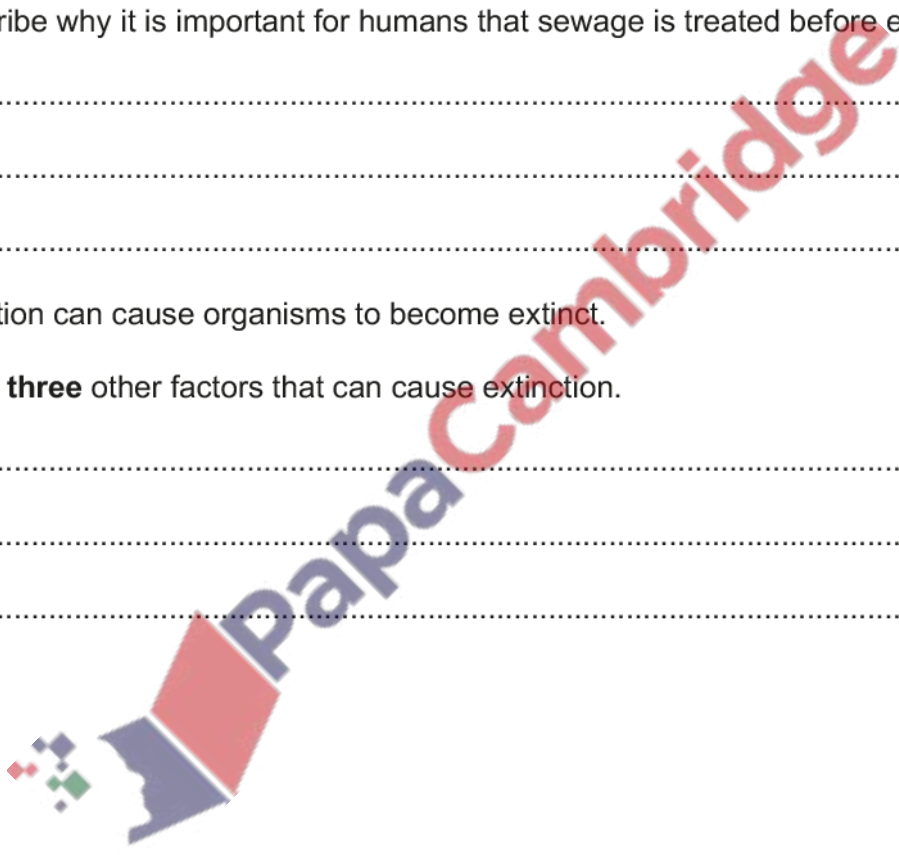 ribe why it is important for humans that sewage is treated before e
tion can cause organisms to become extinct.
three other factors that can cause extinction.
PapaCambridge